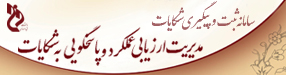 سامانه ثبت و پیگیری شکایات
مدیریت ارزیابی عملکرد و پاسخگویی به شکایات